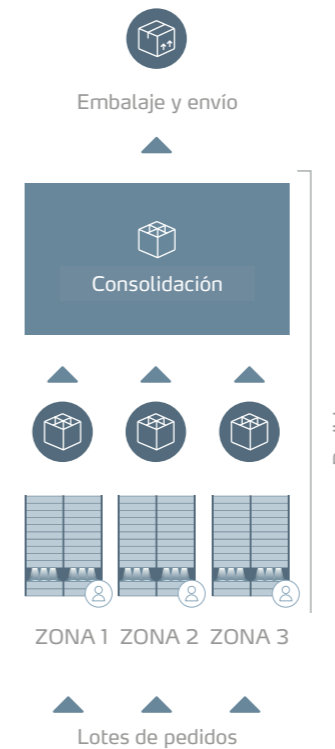 Embalaje y envío
Consolidación
ZONA 1 ZONA 2 ZONA 3
Lotes de pedidos